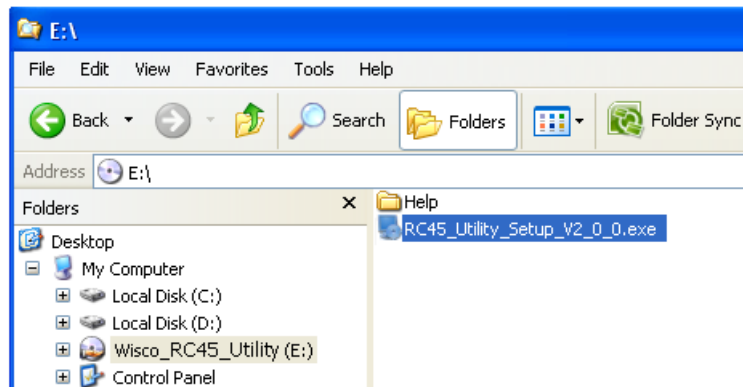 E:\
File Edit View Favorites Tools Help
Back Search Folders Folder Sync
Address E:\
Folders
Desktop
My Computer
Local Disk (C:)
Local Disk (D:)
Wisco_RC45_Utility (E:)
Control Panel
Help
RC45_Utility_Setup_V2_0_0.exe